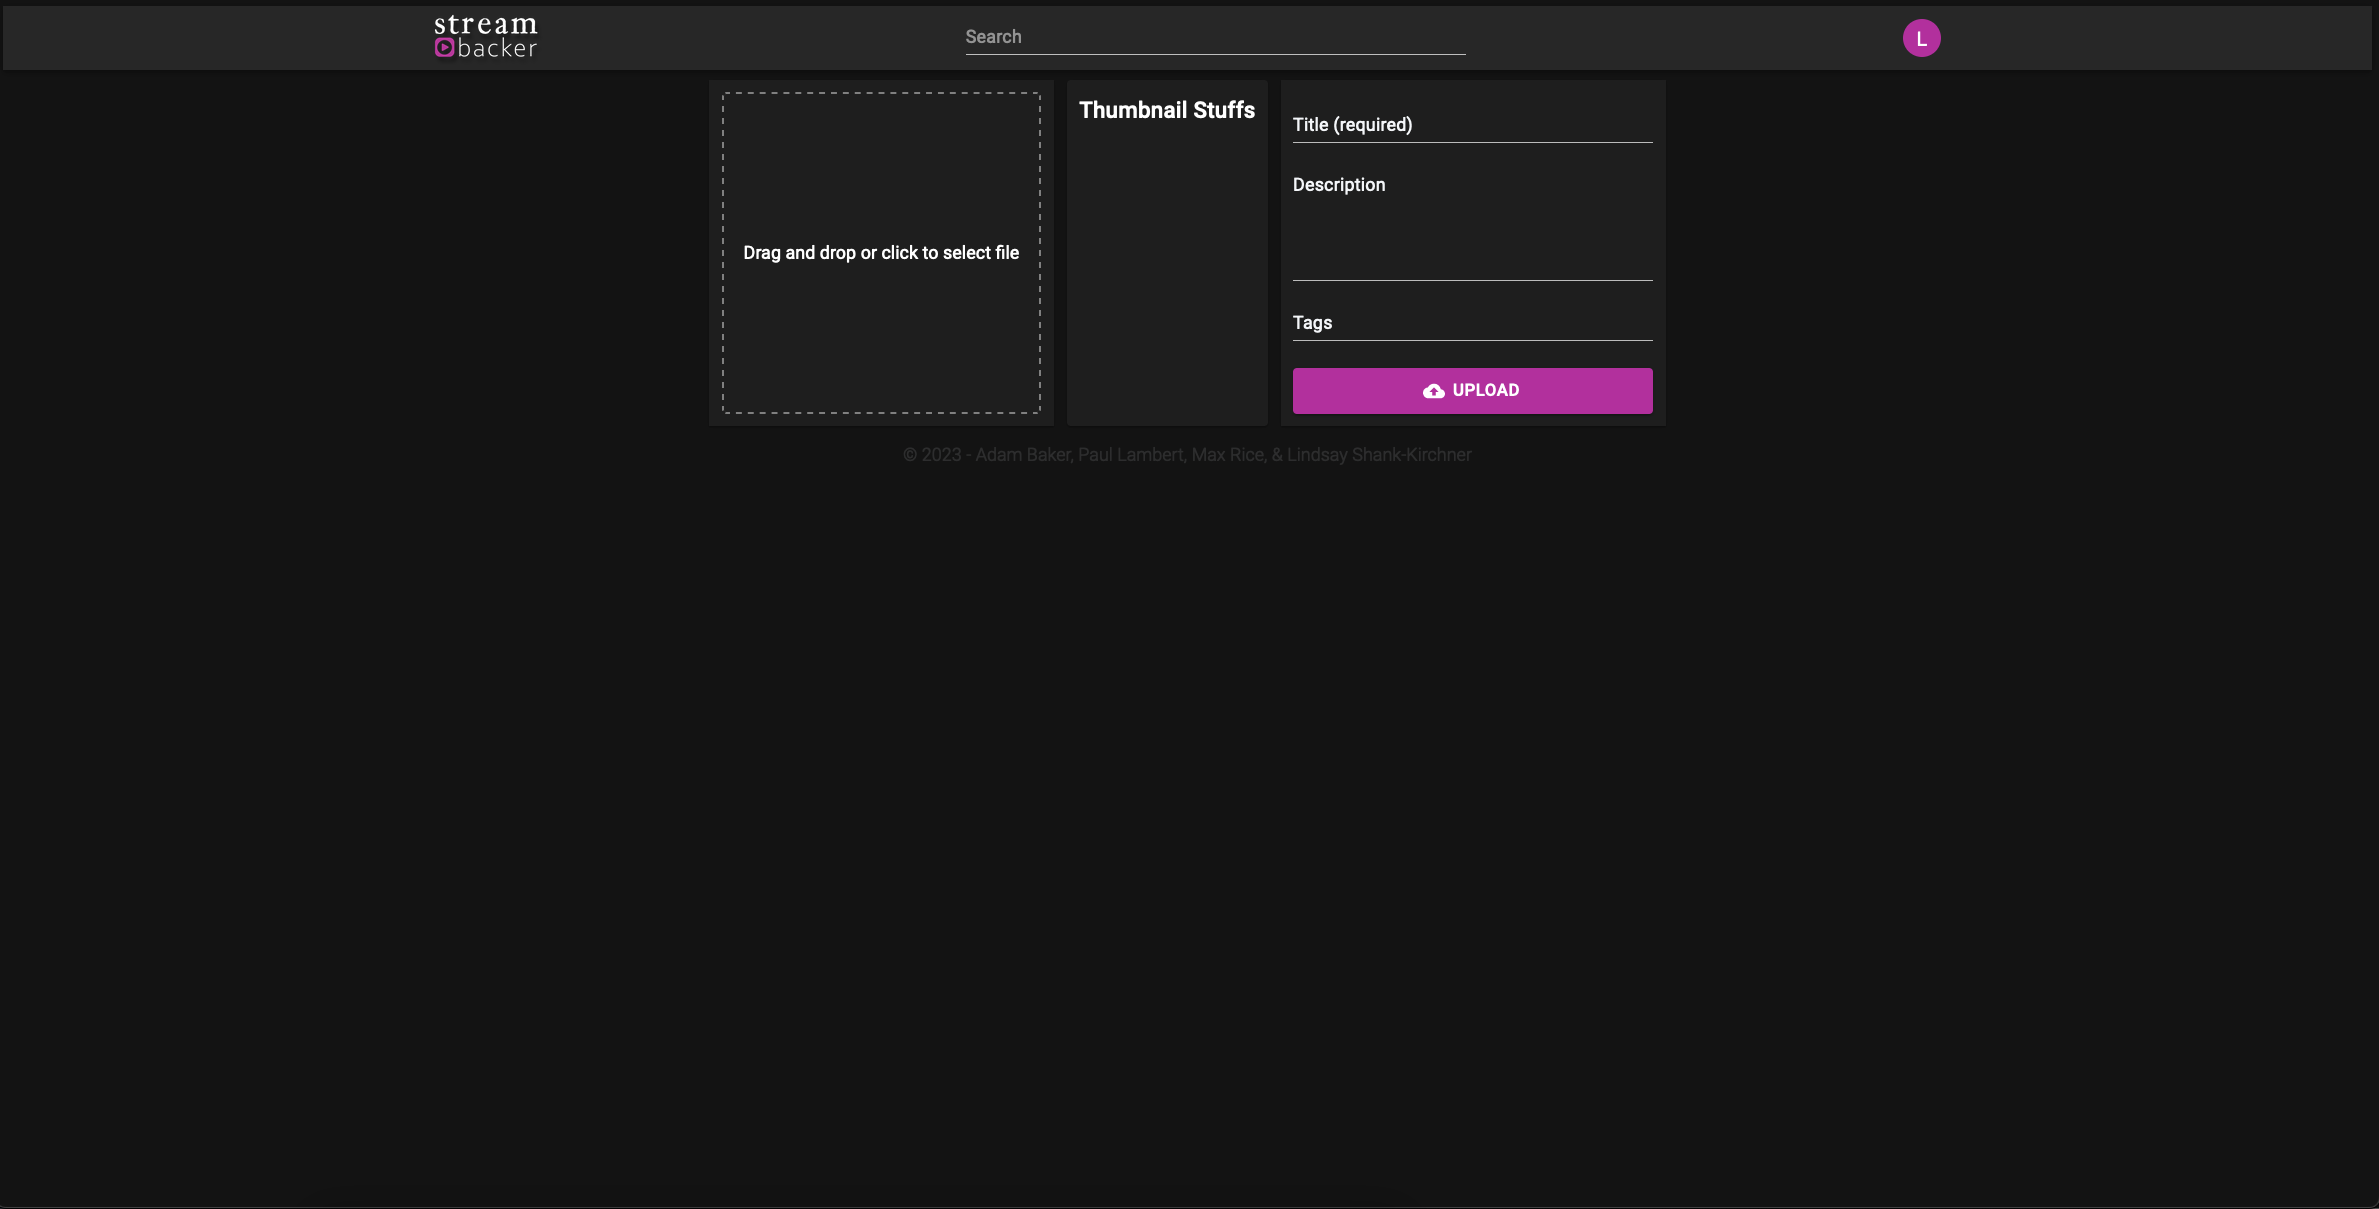 stream
backer
Search
L
Drag and drop or click to select file
Thumbnail Stuffs
Title (required)
Description
Tags
UPLOAD
© 2023 - Adam Baker, Paul Lambert, Max Rice, & Lindsay Shank-Kirchner